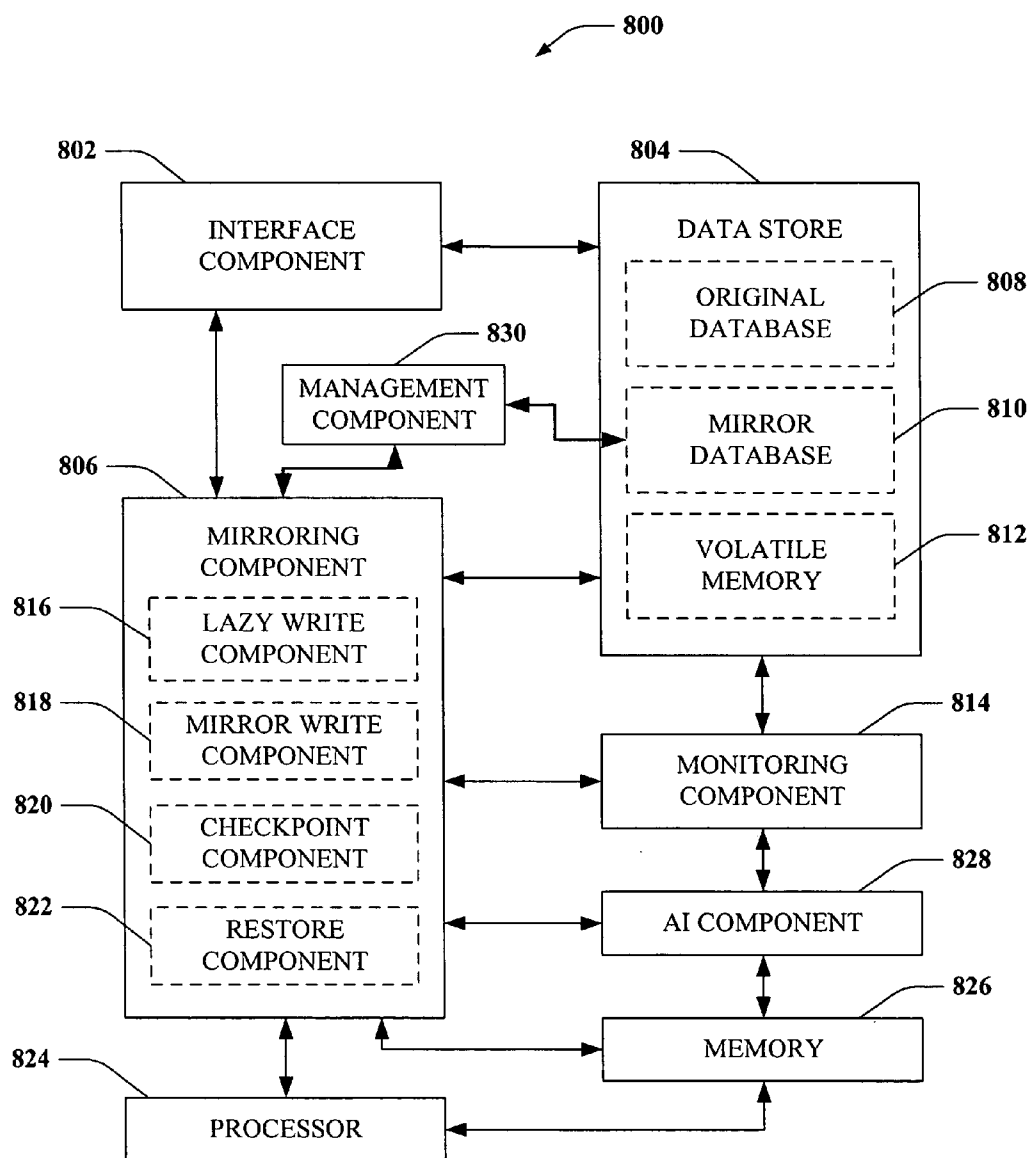 800
802
804
INTERFACE
COMPONENT
DATA STORE
ORIGINAL
DATABASE
808
830
MANAGEMENT
COMPONENT
MIRROR
DATABASE
810
806
MIRRORING
COMPONENT
VOLATILE
MEMORY
812
816
LAZY WRITE
COMPONENT
818
MIRROR WRITE
COMPONENT
814
MONITORING
COMPONENT
820
CHECKPOINT
COMPONENT
828
AI COMPONENT
822
RESTORE
COMPONENT
826
MEMORY
824
PROCESSOR